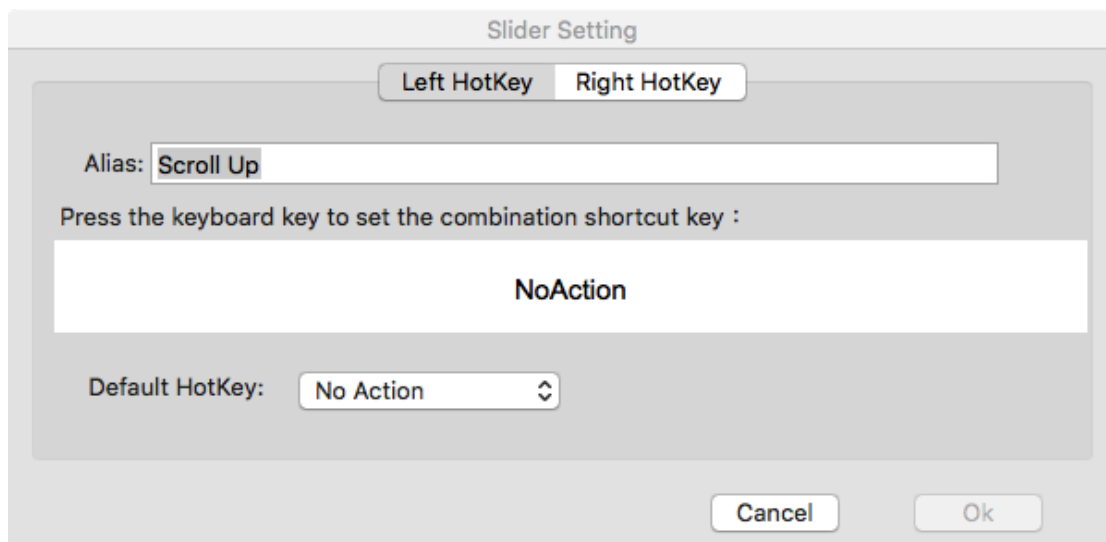 Slider Setting
Left HotKey Right HotKey
Alias: Scroll Up
Press the keyboard key to set the combination shortcut key：
NoAction
Default HotKey: No Action
Cancel Ok